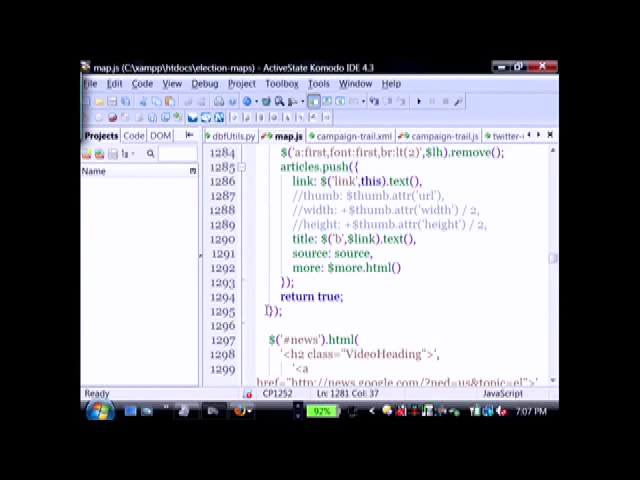 map.js (C:\xampp\htdocs\election-maps) - ActiveState Komodo IDE 4.3
File Edit Code View Debug Project Toolbox Tools Window Help
Projects Code DOM dbfUtils.py map.js campaign-trail.xml campaign-trail.js twitter-
Name
1284 $('a:first,font:first,br:lt(2)',$lh).remove();
1285 articles.push({
1286 link: $('link',this).text(),
1287 //thumb: $thumb.attr('url'),
1288 //width: +$thumb.attr('width') / 2,
1289 //height: +$thumb.attr('height') / 2,
1290 title: $('b',$link).text(),
1291 source: source,
1292 more: $more.html()
1293 });
1294 return true;
1295 });
1296
1297 $('#news').html(
1298 '<h2 class="VideoHeading">',
1299 '<a
href="http://news.google.com/?ned=us&topic=el">',
Ready CP1252 Ln: 1281 Col: 37 JavaScript
92% 7:07 PM